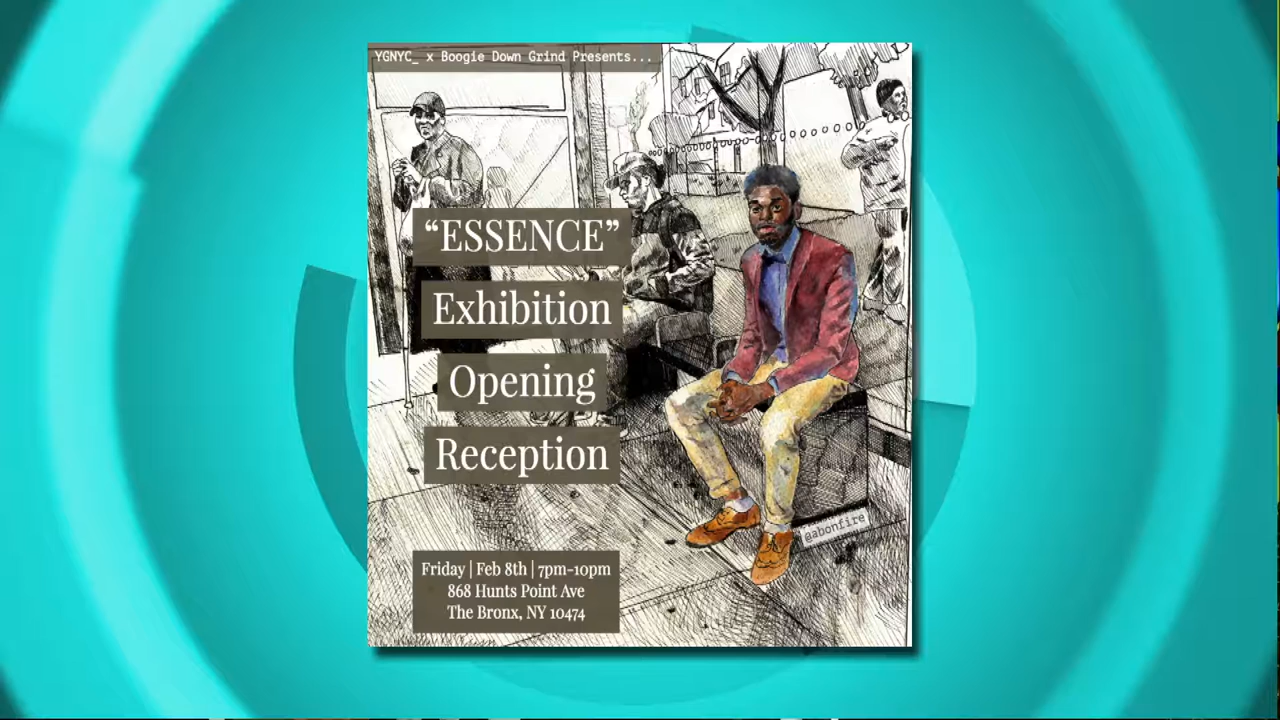 YGNYC_ x Boogie Down Grind Presents...
“ESSENCE”
Exhibition
Opening
Reception
@abonfire
Friday | Feb 8th | 7pm-10pm
868 Hunts Point Ave
The Bronx, NY 10474